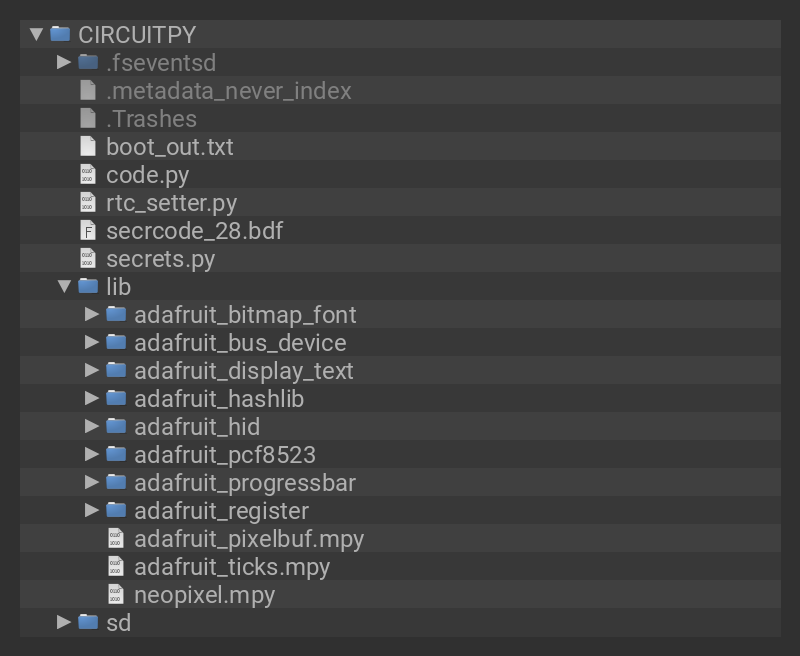 CIRCUITPY
.fseventsd
.metadata_never_index
.Trashes
boot_out.txt
code.py
rtc_setter.py
secrcode_28.bdf
secrets.py
lib
adafruit_bitmap_font
adafruit_bus_device
adafruit_display_text
adafruit_hashlib
adafruit_hid
adafruit_pcf8523
adafruit_progressbar
adafruit_register
adafruit_pixelbuf.mpy
adafruit_ticks.mpy
neopixel.mpy
sd